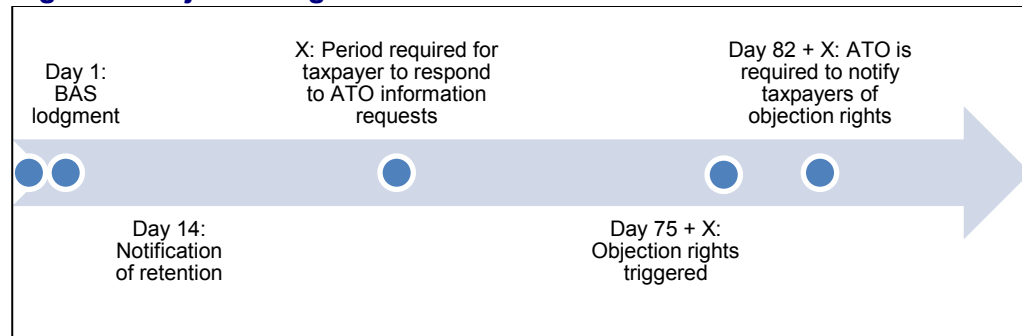 Day 1:
BAS
lodgment
X: Period required for
taxpayer to respond
to ATO information
requests
Day 82 + X: ATO is
required to notify
taxpayers of
objection rights
Day 14:
Notification
of retention
Day 75 + X:
Objection rights
triggered